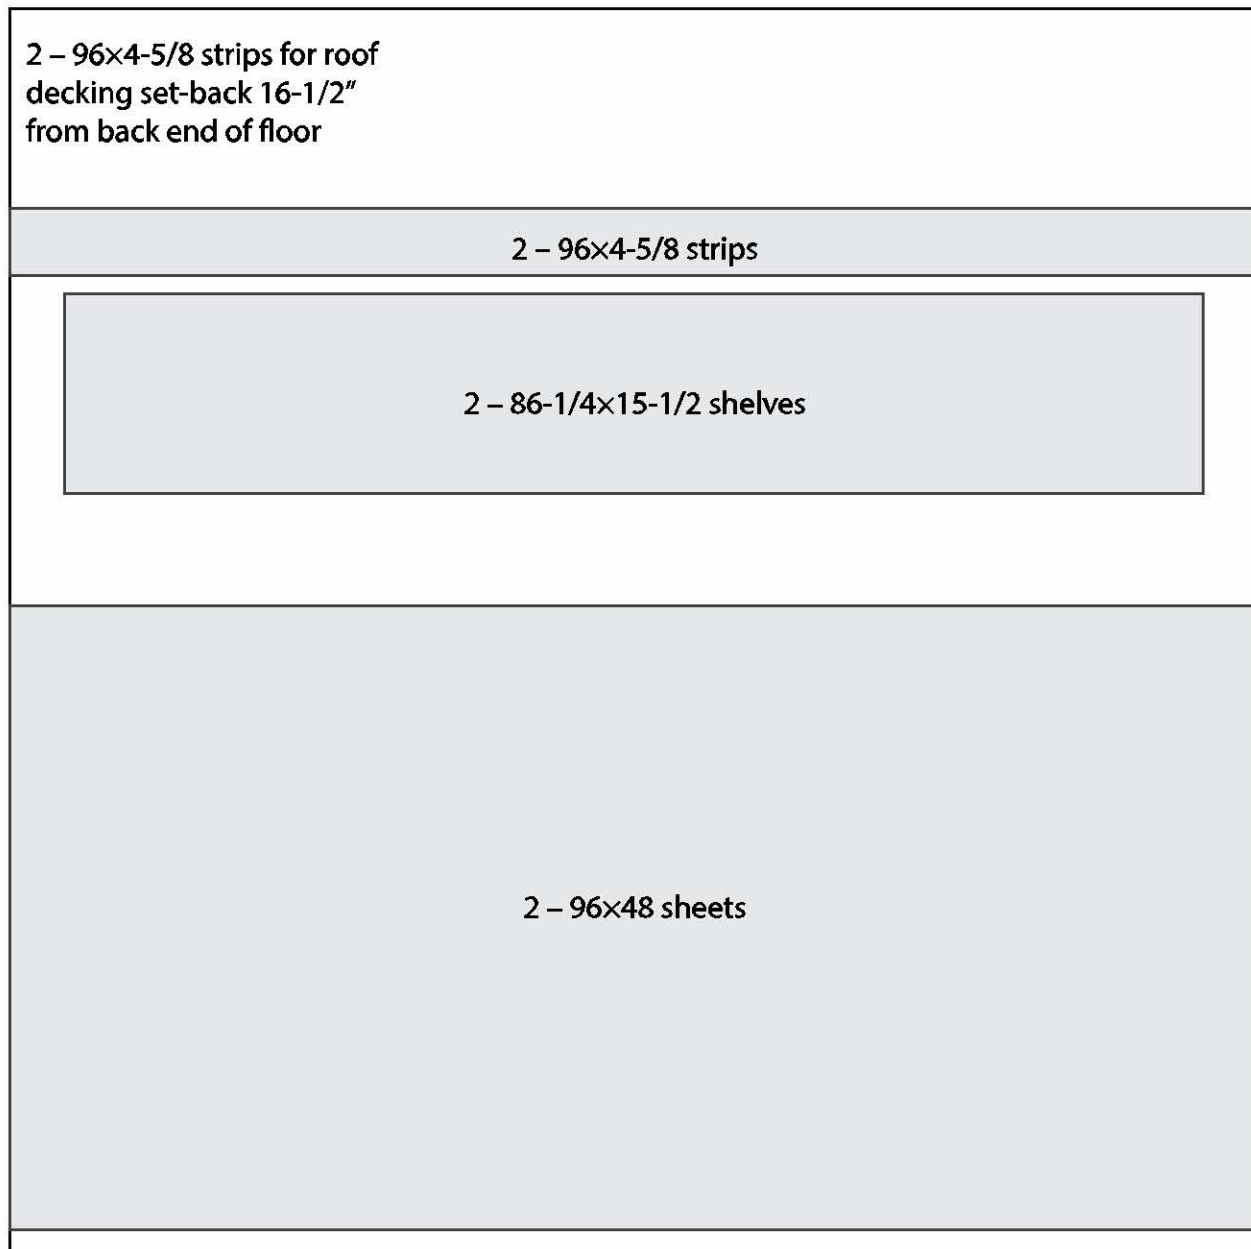 2 – 96×4-5/8 strips for roof
decking set-back 16-1/2"
from back end of floor
2 – 96×4-5/8 strips
2 – 86-1/4×15-1/2 shelves
2 – 96×48 sheets